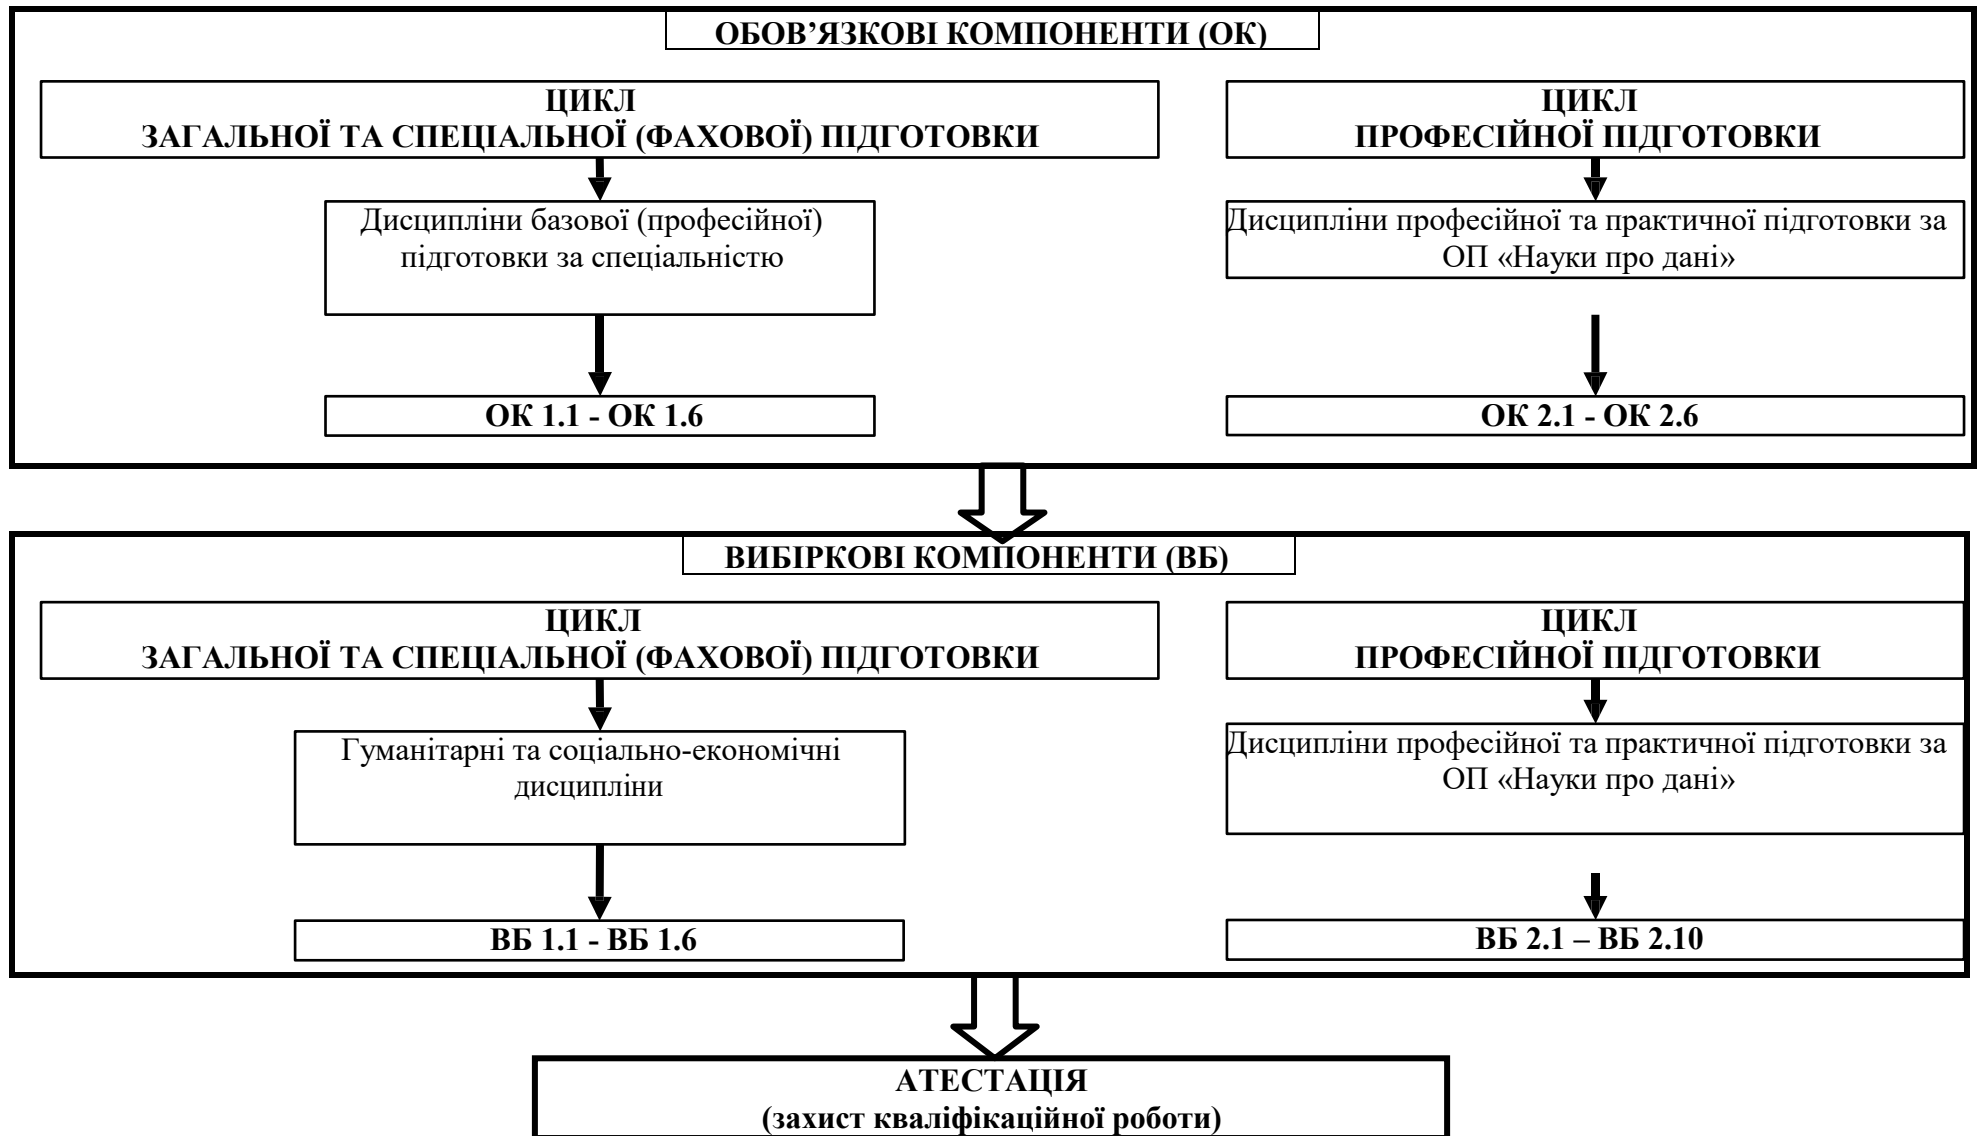 ОБОВ’ЯЗКОВІ КОМПОНЕНТИ (ОК)
ЦИКЛ
ЗАГАЛЬНОЇ ТА СПЕЦІАЛЬНОЇ (ФАХОВОЇ) ПІДГОТОВКИ
Дисципліни базової (професійної)
підготовки за спеціальністю
ОК 1.1 - ОК 1.6
ЦИКЛ
ПРОФЕСІЙНОЇ ПІДГОТОВКИ
Дисципліни професійної та практичної підготовки за
ОП «Науки про дані»
ОК 2.1 - ОК 2.6
ВИБІРКОВІ КОМПОНЕНТИ (ВБ)
ЦИКЛ
ЗАГАЛЬНОЇ ТА СПЕЦІАЛЬНОЇ (ФАХОВОЇ) ПІДГОТОВКИ
Гуманітарні та соціально-економічні
дисципліни
ВБ 1.1 - ВБ 1.6
ЦИКЛ
ПРОФЕСІЙНОЇ ПІДГОТОВКИ
Дисципліни професійної та практичної підготовки за
ОП «Науки про дані»
ВБ 2.1 – ВБ 2.10
АТЕСТАЦІЯ
(захист кваліфікаційної роботи)